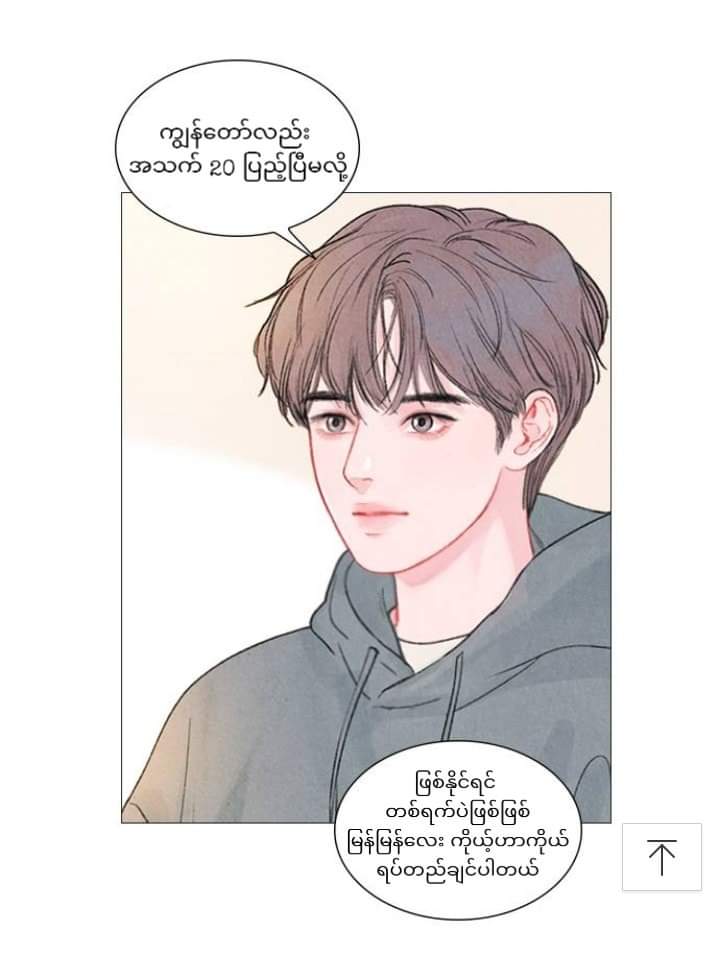 ကျွန်တော်လည်း
အသက် 20 ပြည့်ပြီမလို့
ဖြစ်နိုင်ရင်
တစ်ရက်ပဲဖြစ်ဖြစ်
မြန်မြန်လေး ကိုယ့်ဟာကိုယ်
ရပ်တည်ချင်ပါတယ်